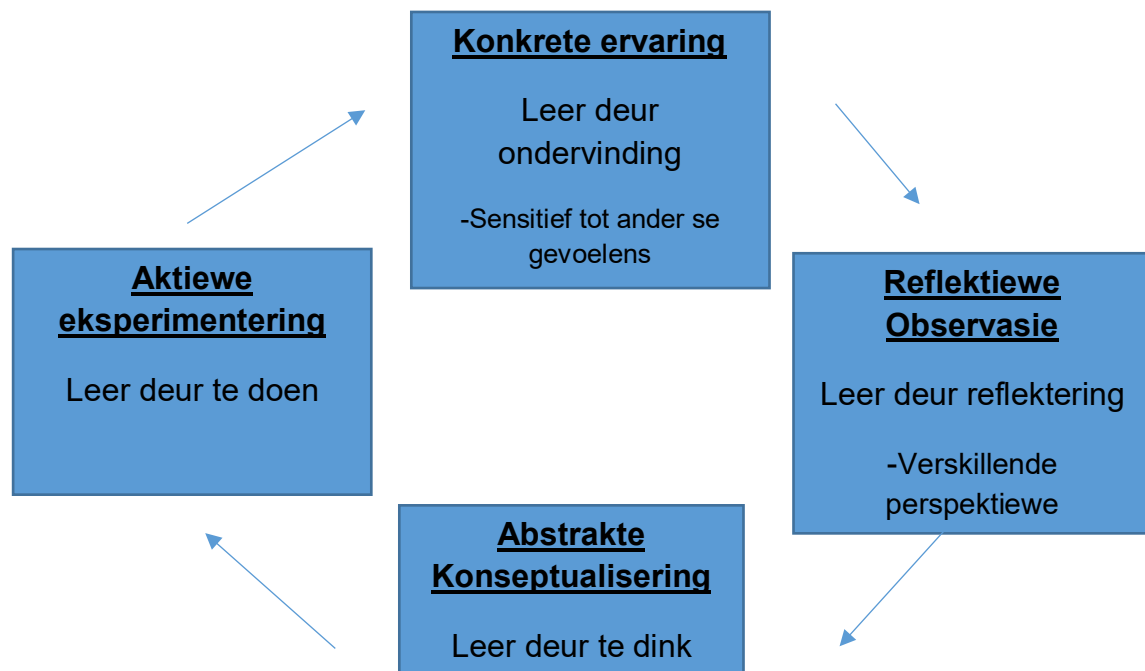 Konkrete ervaring
Leer deur
ondervinding
-Sensitief tot ander se
gevoelens
Aktiewe
eksperimentering
Leer deur te doen
Reflektiewe
Observasie
Leer deur reflektering
-Verskillende
perspektiewe
Abstrakte
Konseptualisering
Leer deur te dink